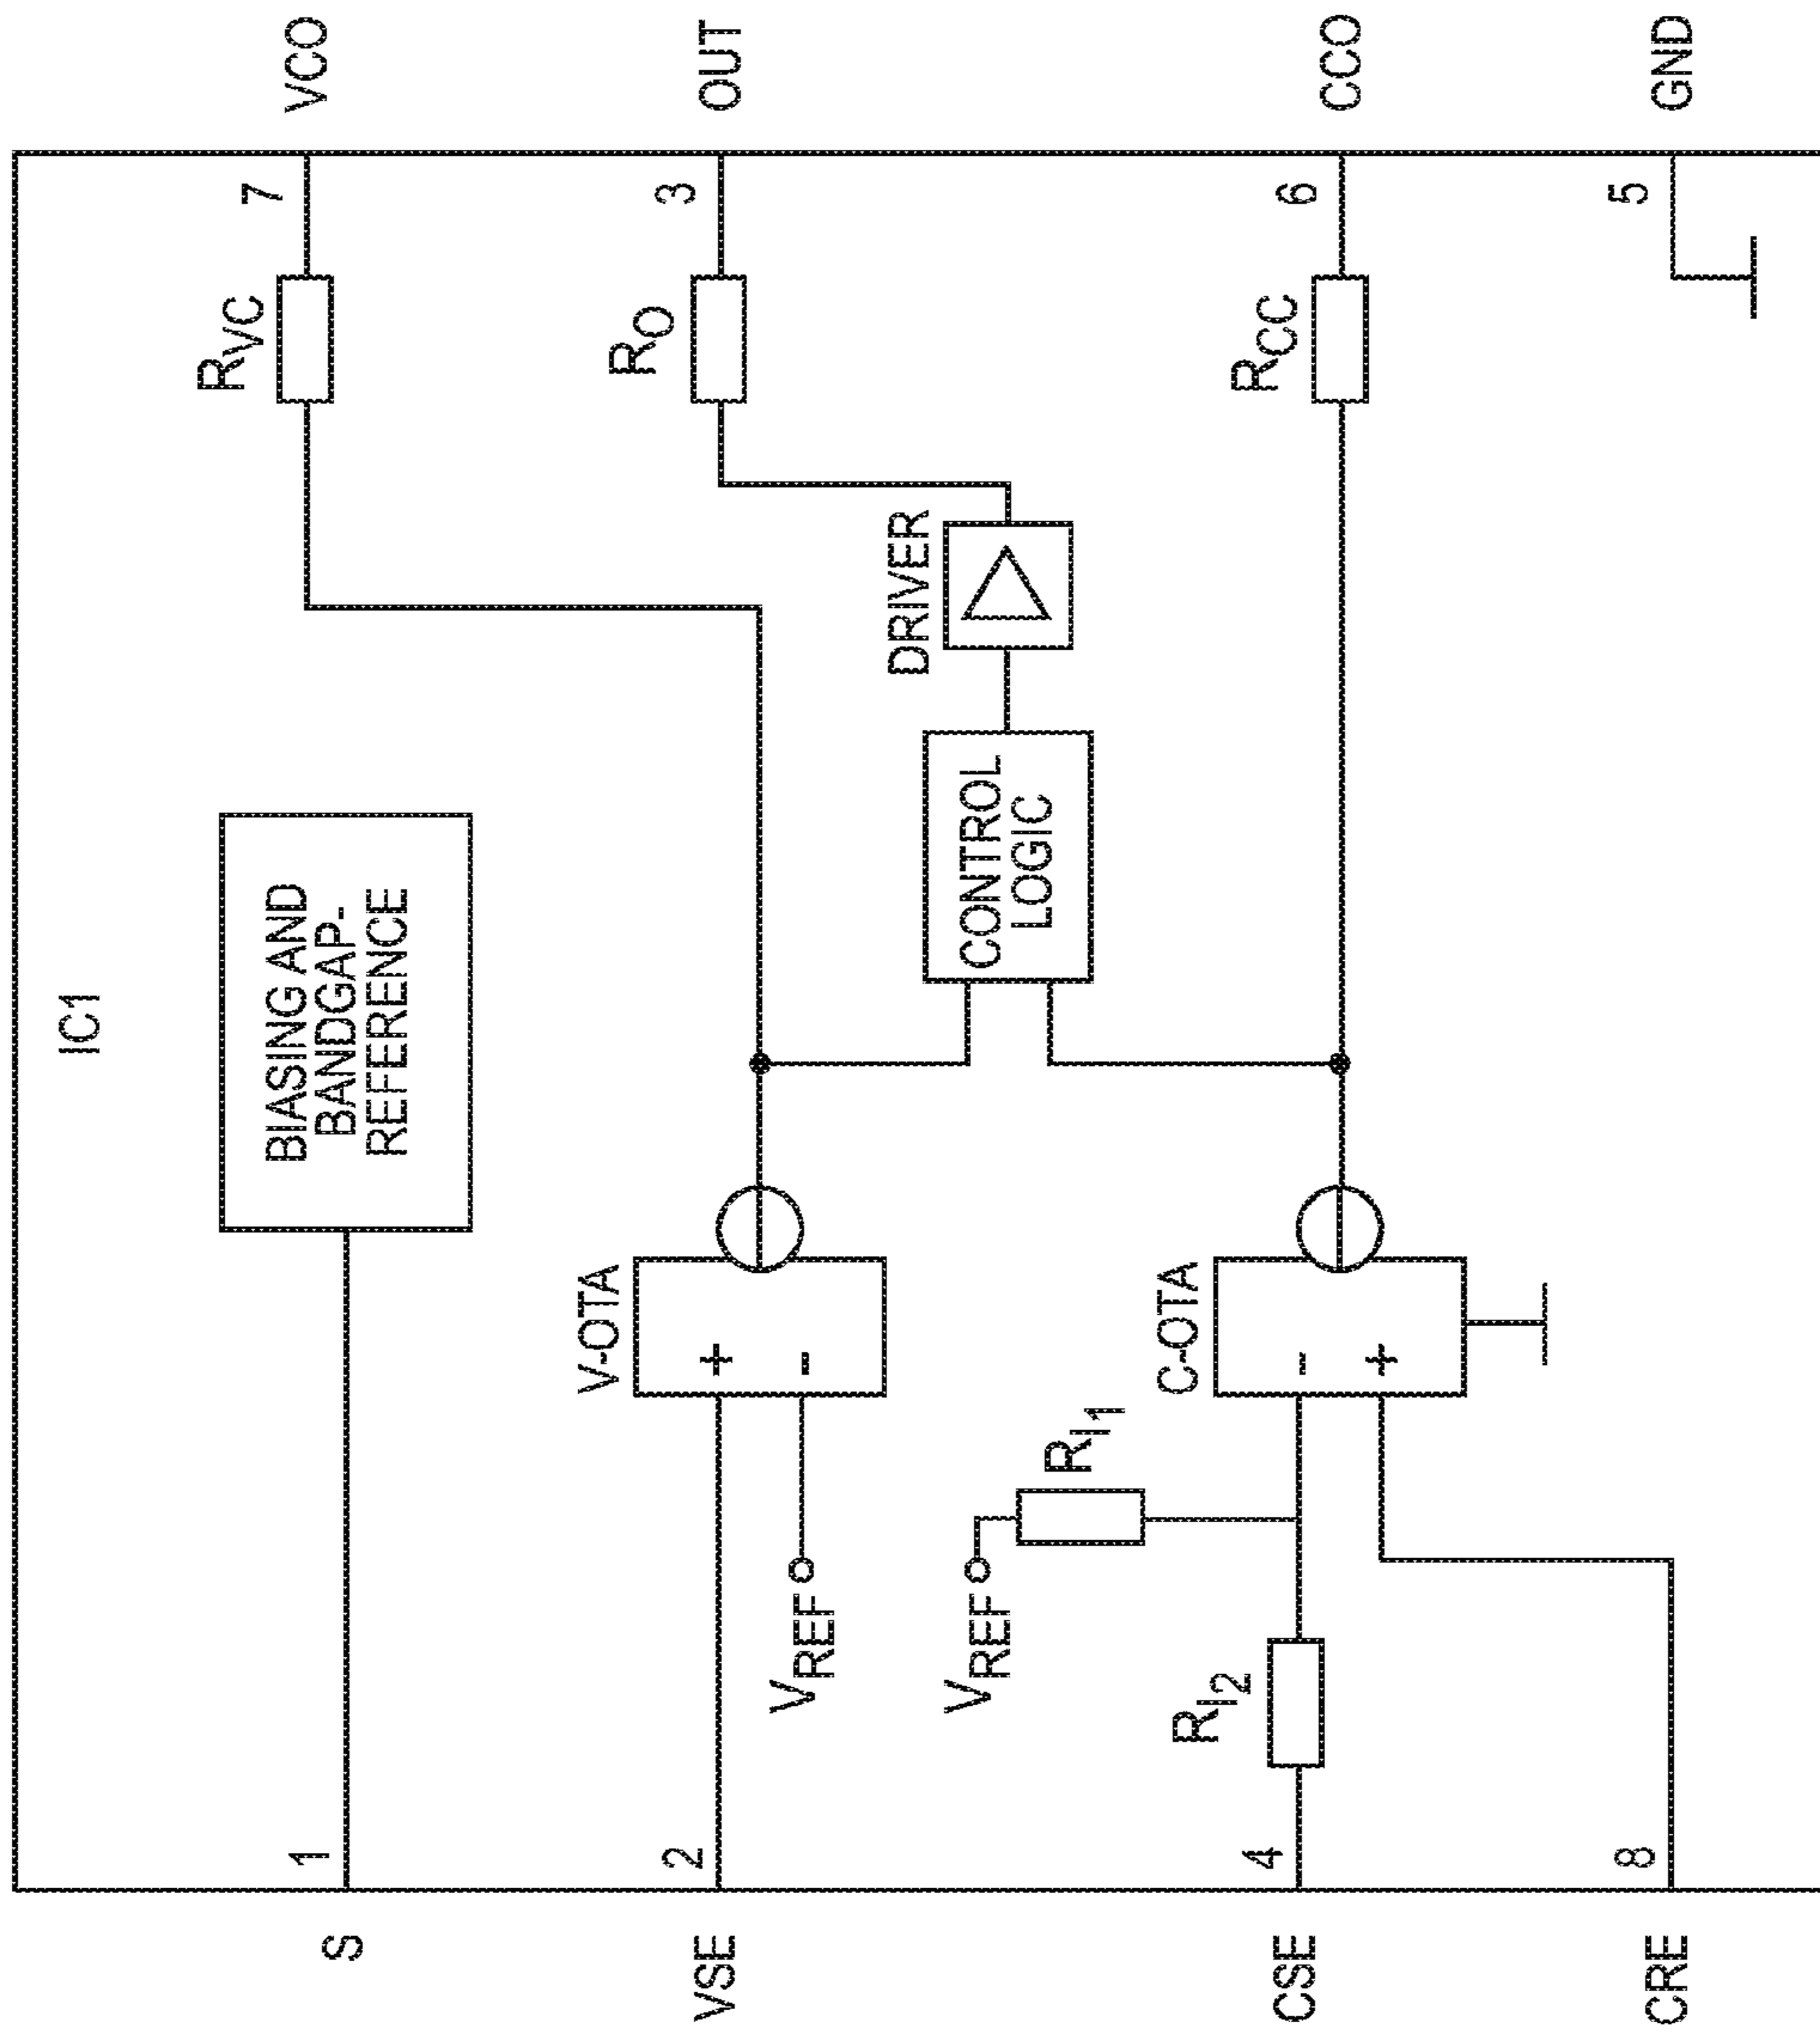 IC1
VCO
7
RVC
BIASING AND
BANDGAP-
REFERENCE
1
S
OUT
3
RO
V-OTA
+
-
2
VSE
VREF
DRIVER
CONTROL
LOGIC
VREF
RI1
CCO
6
RCC
C-OTA
-
+
RI2
4
CSE
GND
5
8
CRE